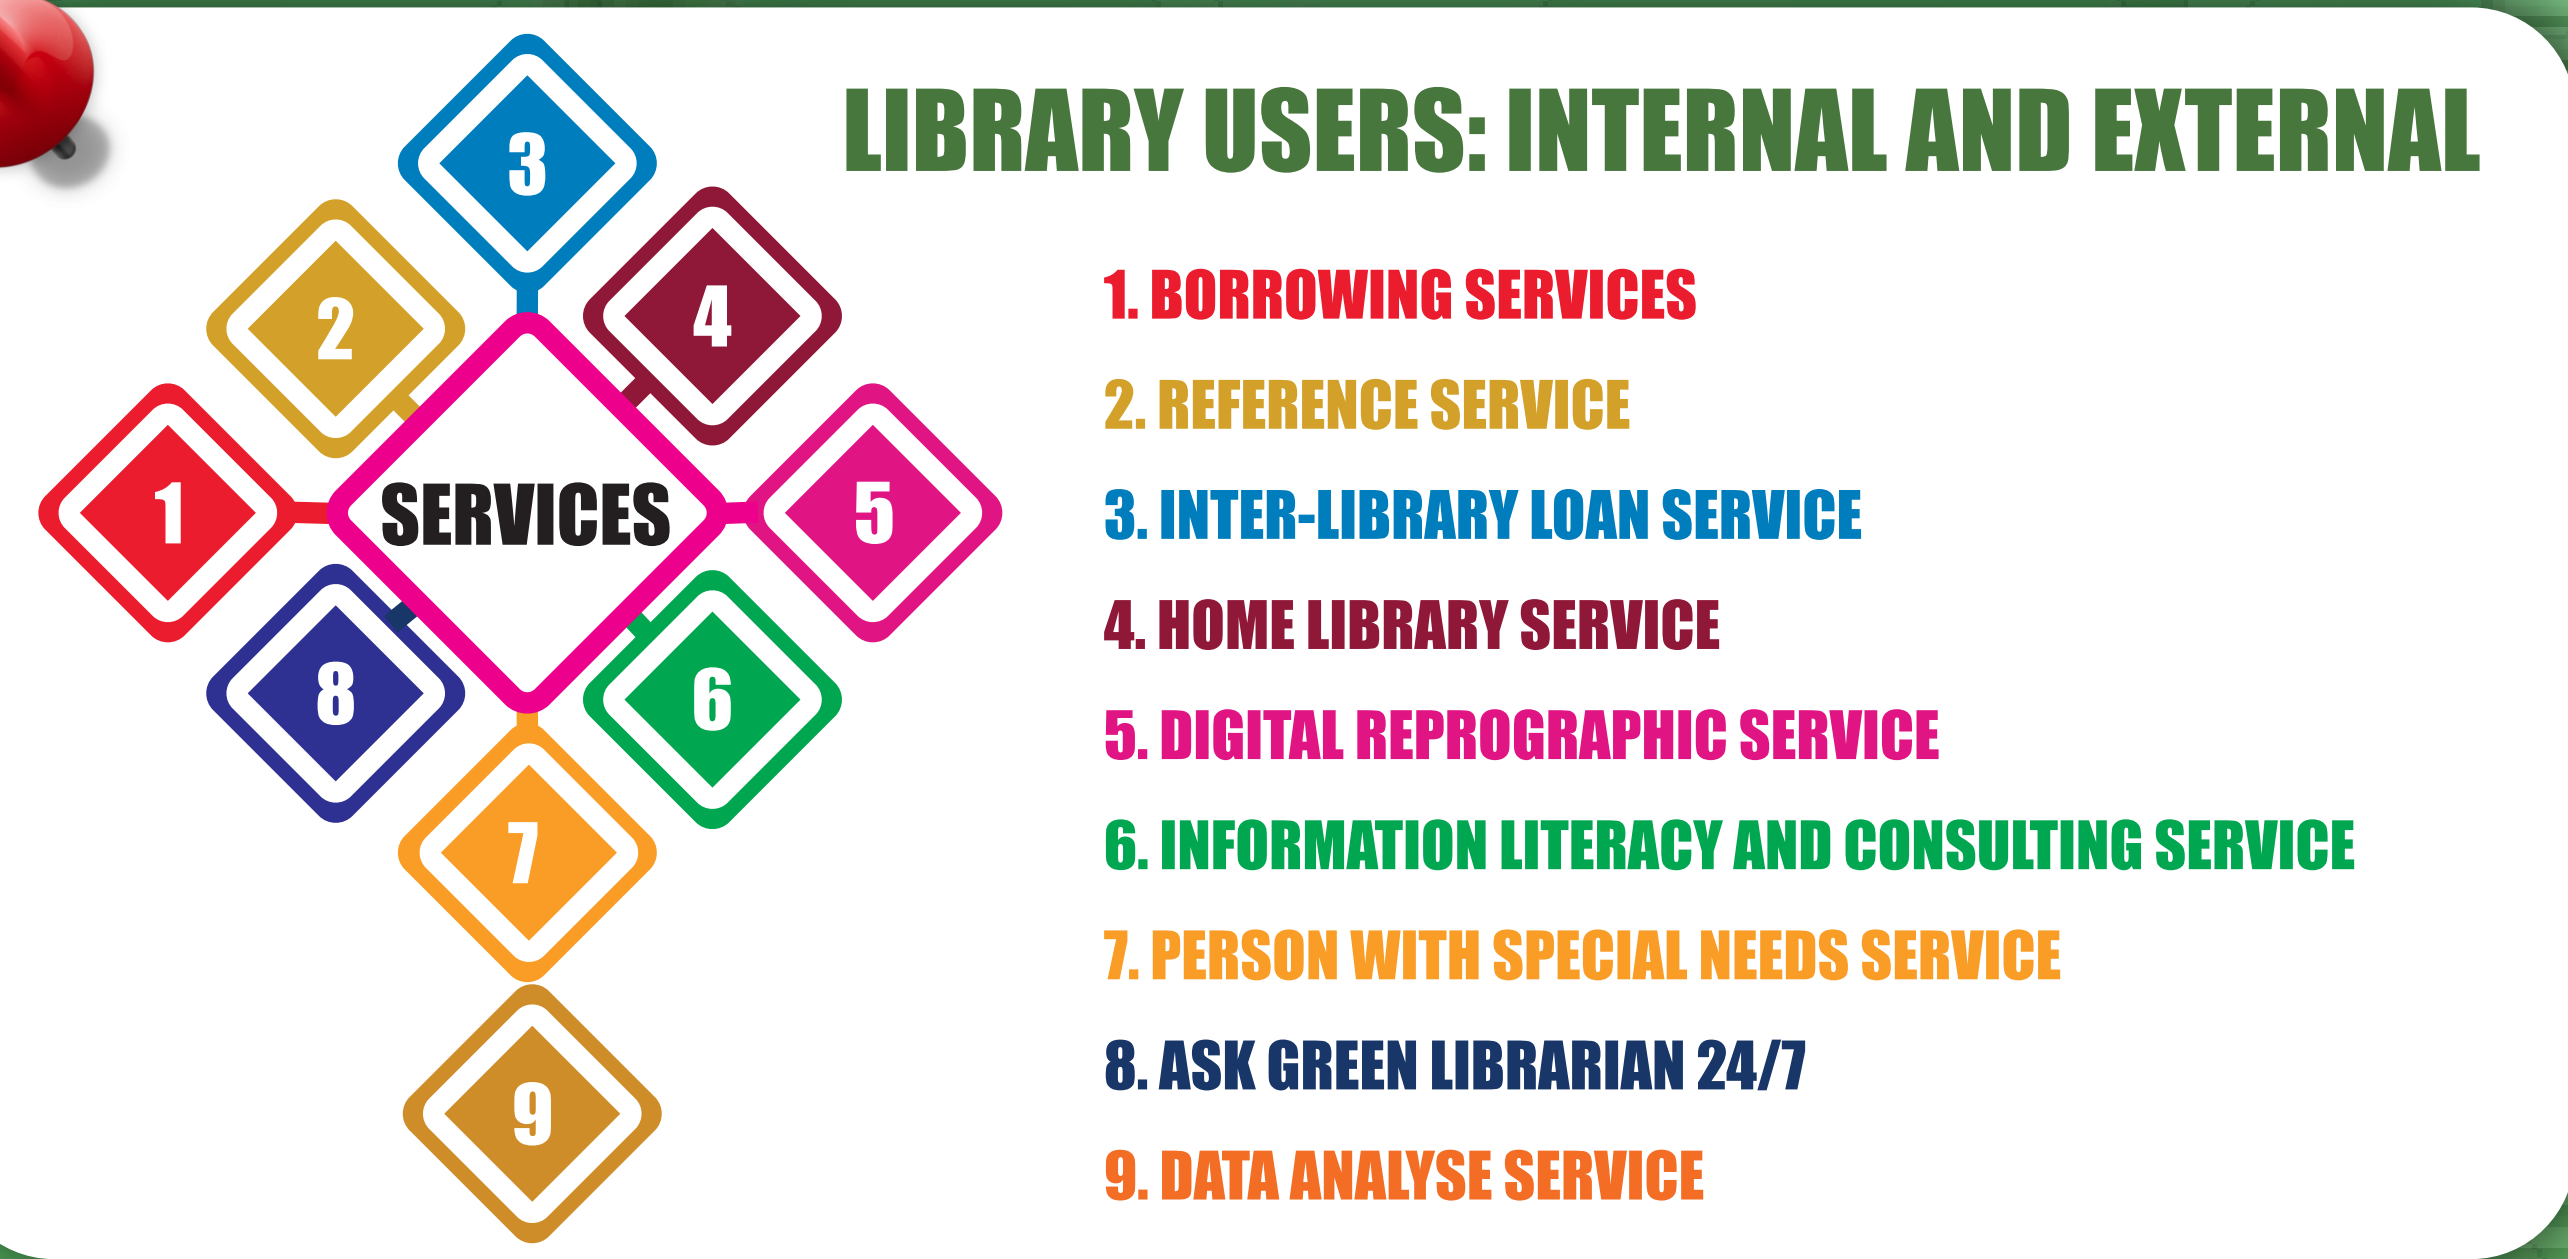 LIBRARY USERS: INTERNAL AND EXTERNAL
3
2
4
1
SERVICES
5
8
6
7
9
1. BORROWING SERVICES
2. REFERENCE SERVICE
3. INTER-LIBRARY LOAN SERVICE
4. HOME LIBRARY SERVICE
5. DIGITAL REPROGRAPHIC SERVICE
6. INFORMATION LITERACY AND CONSULTING SERVICE
7. PERSON WITH SPECIAL NEEDS SERVICE
8. ASK GREEN LIBRARIAN 24/7
9. DATA ANALYSE SERVICE